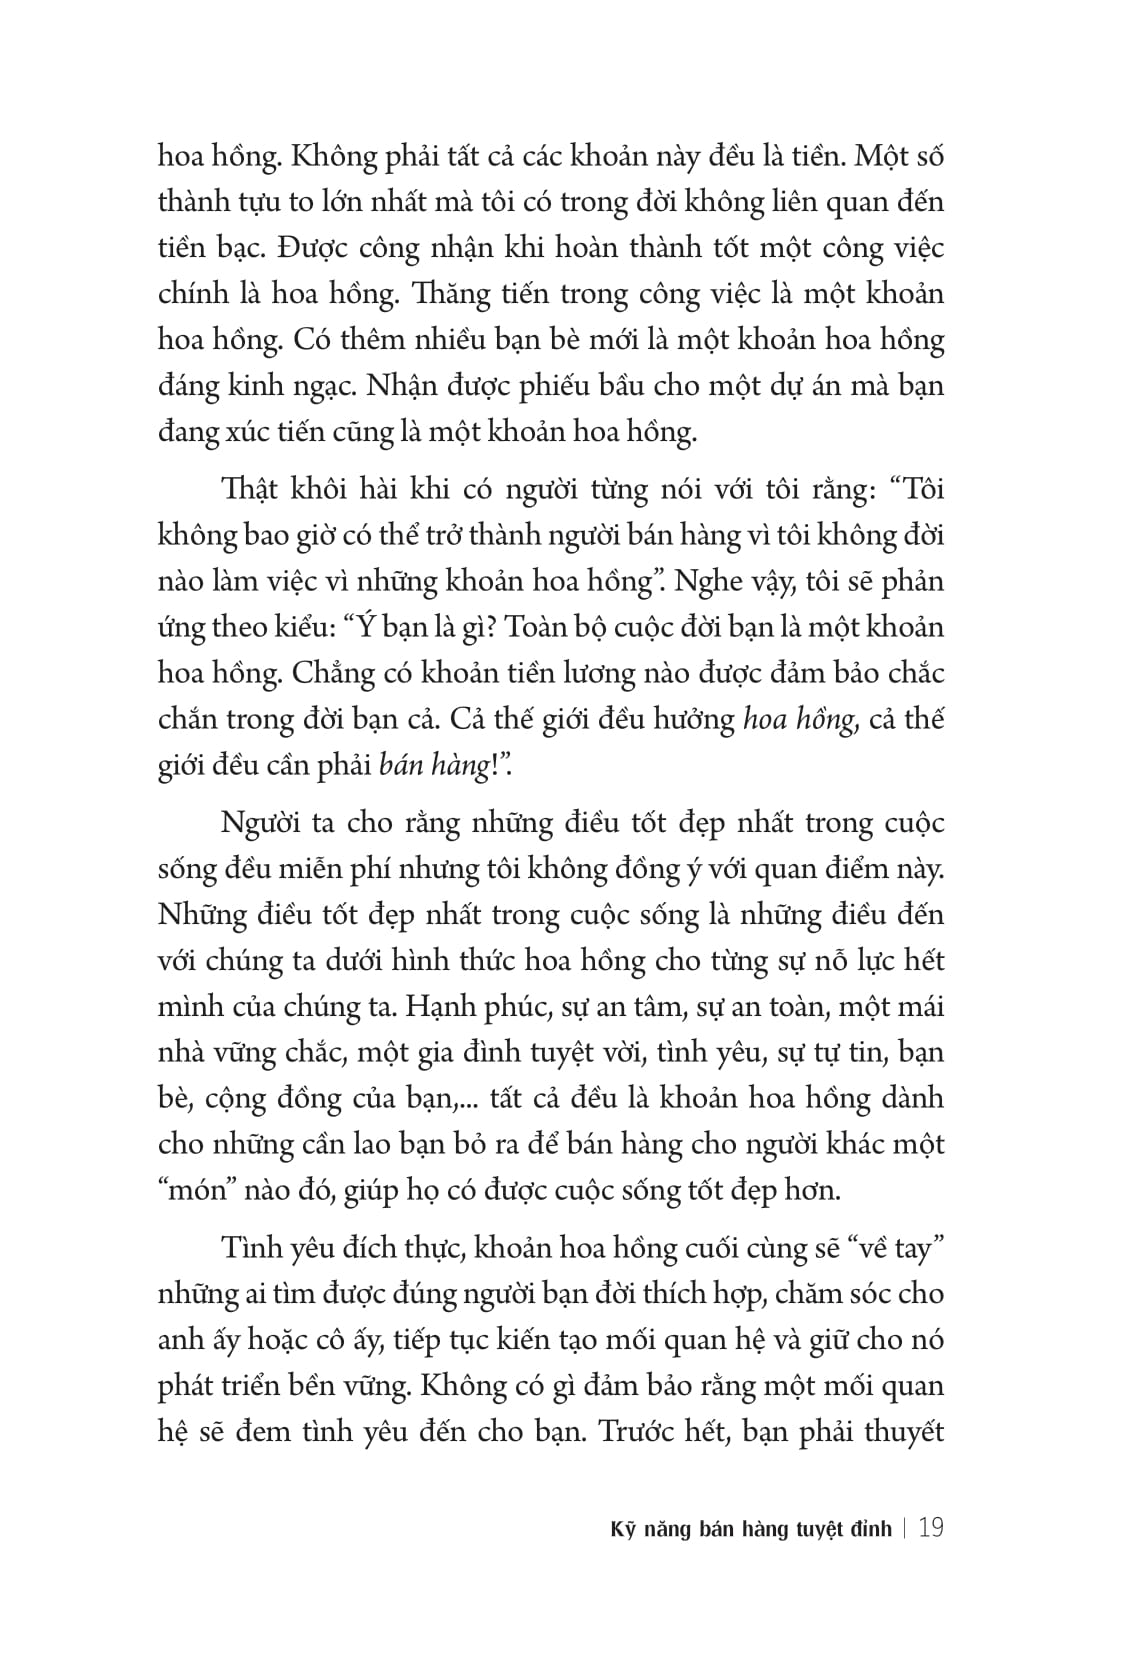 hoa hồng. Không phải tất cả các khoản này đều là tiền. Một số
thành tựu to lớn nhất mà tôi có trong đời không liên quan đến
tiền bạc. Được công nhận khi hoàn thành tốt một công việc
chính là hoa hồng. Thăng tiến trong công việc là một khoản
hoa hồng. Có thêm nhiều bạn bè mới là một khoản hoa hồng
đáng kinh ngạc. Nhận được phiếu bầu cho một dự án mà bạn
đang xúc tiến cũng là một khoản hoa hồng.
Thật khôi hài khi có người từng nói với tôi rằng: “Tôi
không bao giờ có thể trở thành người bán hàng vì tôi không đời
nào làm việc vì những khoản hoa hồng”. Nghe vậy, tôi sẽ phản
ứng theo kiểu: “Ý bạn là gì? Toàn bộ cuộc đời bạn là một khoản
hoa hồng. Chẳng có khoản tiền lương nào được đảm bảo chắc
chắn trong đời bạn cả. Cả thế giới đều hưởng hoa hồng, cả thế
giới đều cần phải bán hàng!”.
Người ta cho rằng những điều tốt đẹp nhất trong cuộc
sống đều miễn phí nhưng tôi không đồng ý với quan điểm này.
Những điều tốt đẹp nhất trong cuộc sống là những điều đến
với chúng ta dưới hình thức hoa hồng cho từng sự nỗ lực hết
mình của chúng ta. Hạnh phúc, sự an tâm, sự an toàn, một mái
nhà vững chắc, một gia đình tuyệt vời, tình yêu, sự tự tin, bạn
bè, cộng đồng của bạn,... tất cả đều là khoản hoa hồng dành
cho những cần lao bạn bỏ ra để bán hàng cho người khác một
“món” nào đó, giúp họ có được cuộc sống tốt đẹp hơn.
Tình yêu đích thực, khoản hoa hồng cuối cùng sẽ “về tay”
những ai tìm được đúng người bạn đời thích hợp, chăm sóc cho
anh ấy hoặc cô ấy, tiếp tục kiến tạo mối quan hệ và giữ cho nó
phát triển bền vững. Không có gì đảm bảo rằng một mối quan
hệ sẽ đem tình yêu đến cho bạn. Trước hết, bạn phải thuyết
Kỹ năng bán hàng tuyệt đỉnh | 19